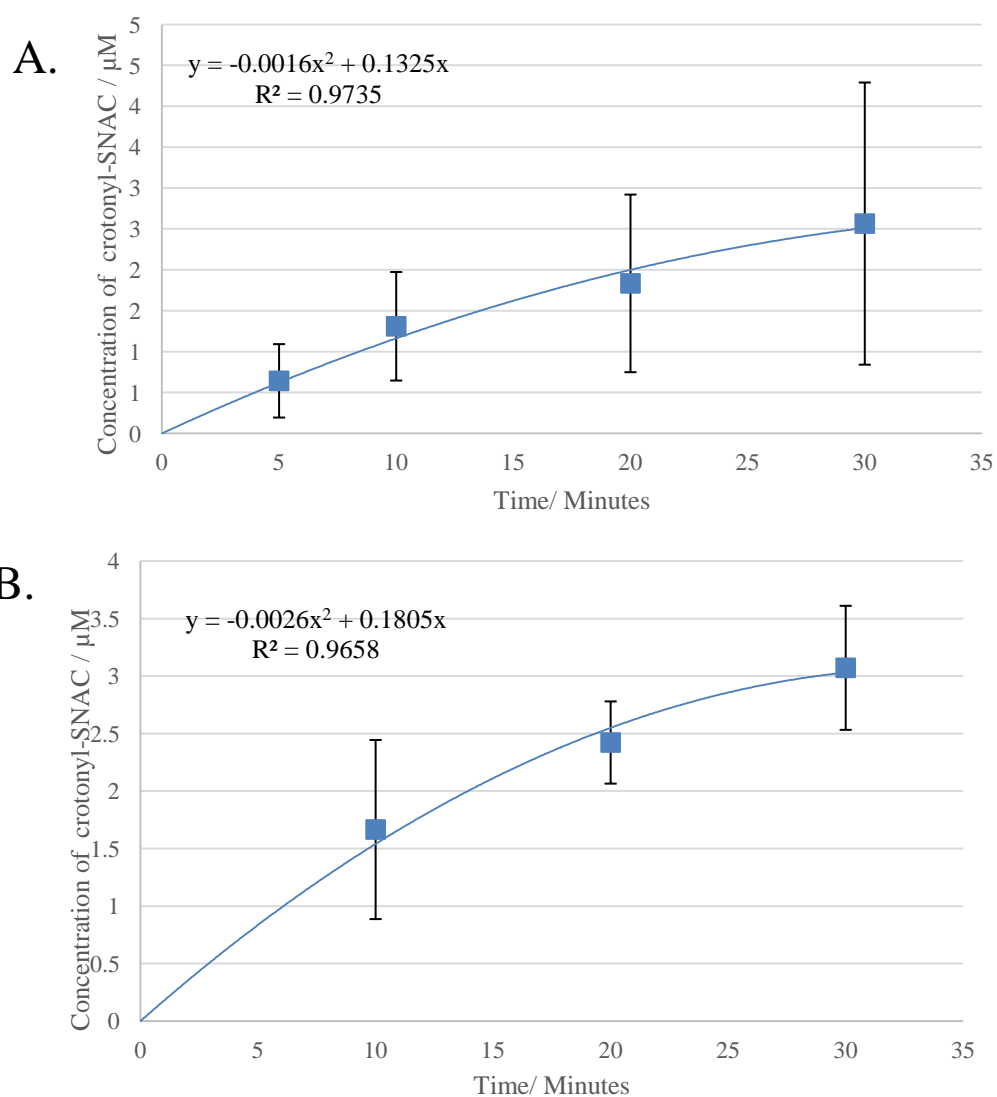 A.
Concentration of crotonyl-SNAC / µM
5
5
4
4
3
3
2
2
1
1
0
y = -0.0016x² + 0.1325x
R² = 0.9735
0 5 10 15 20 25 30 35
Time/ Minutes
B.
Concentration of crotonyl-SNAC / µM
4
3.5
3
2.5
2
1.5
1
0.5
0
y = -0.0026x² + 0.1805x
R² = 0.9658
0 5 10 15 20 25 30 35
Time/ Minutes